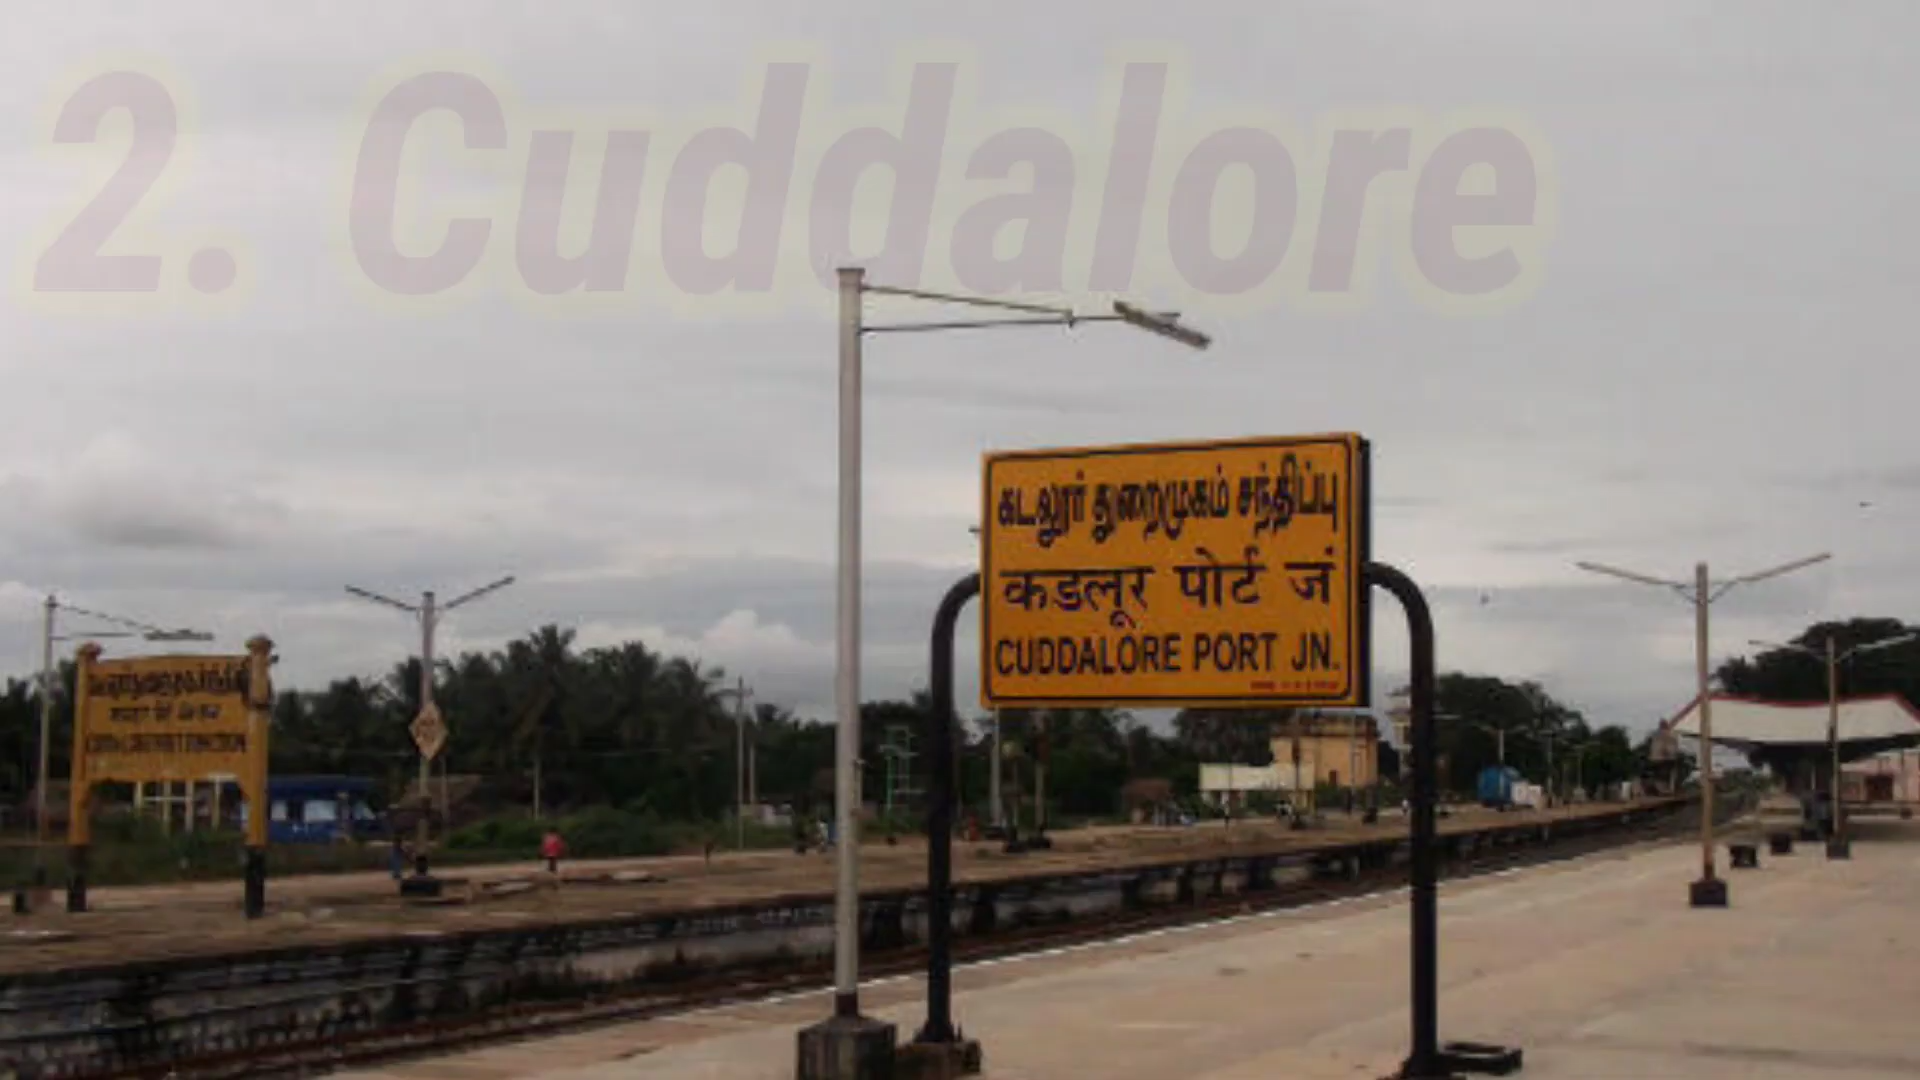 2. Cuddalore
கடலூர் துறைமுகம் சந்திப்பு
कडलूर पोर्ट जं
CUDDALORE PORT JN.